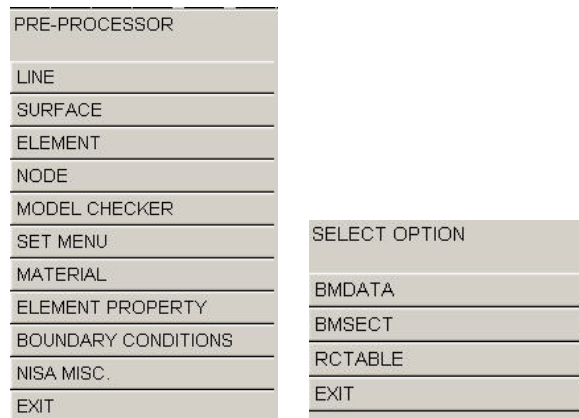 PRE-PROCESSOR
LINE
SURFACE
ELEMENT
NODE
MODEL CHECKER
SET MENU
MATERIAL
ELEMENT PROPERTY
BOUNDARY CONDITIONS
NISA MISC.
EXIT
SELECT OPTION
BMDATA
BMSECT
RCTABLE
EXIT